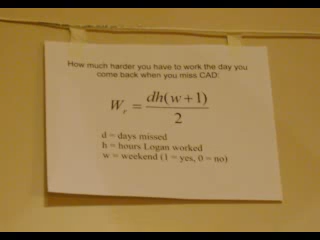 How much harder you have to work the day you
come back when you miss CAD:
W_r = dh(w+1)/2
d = days missed
h = hours Logan worked
w = weekend (1 = yes, 0 = no)